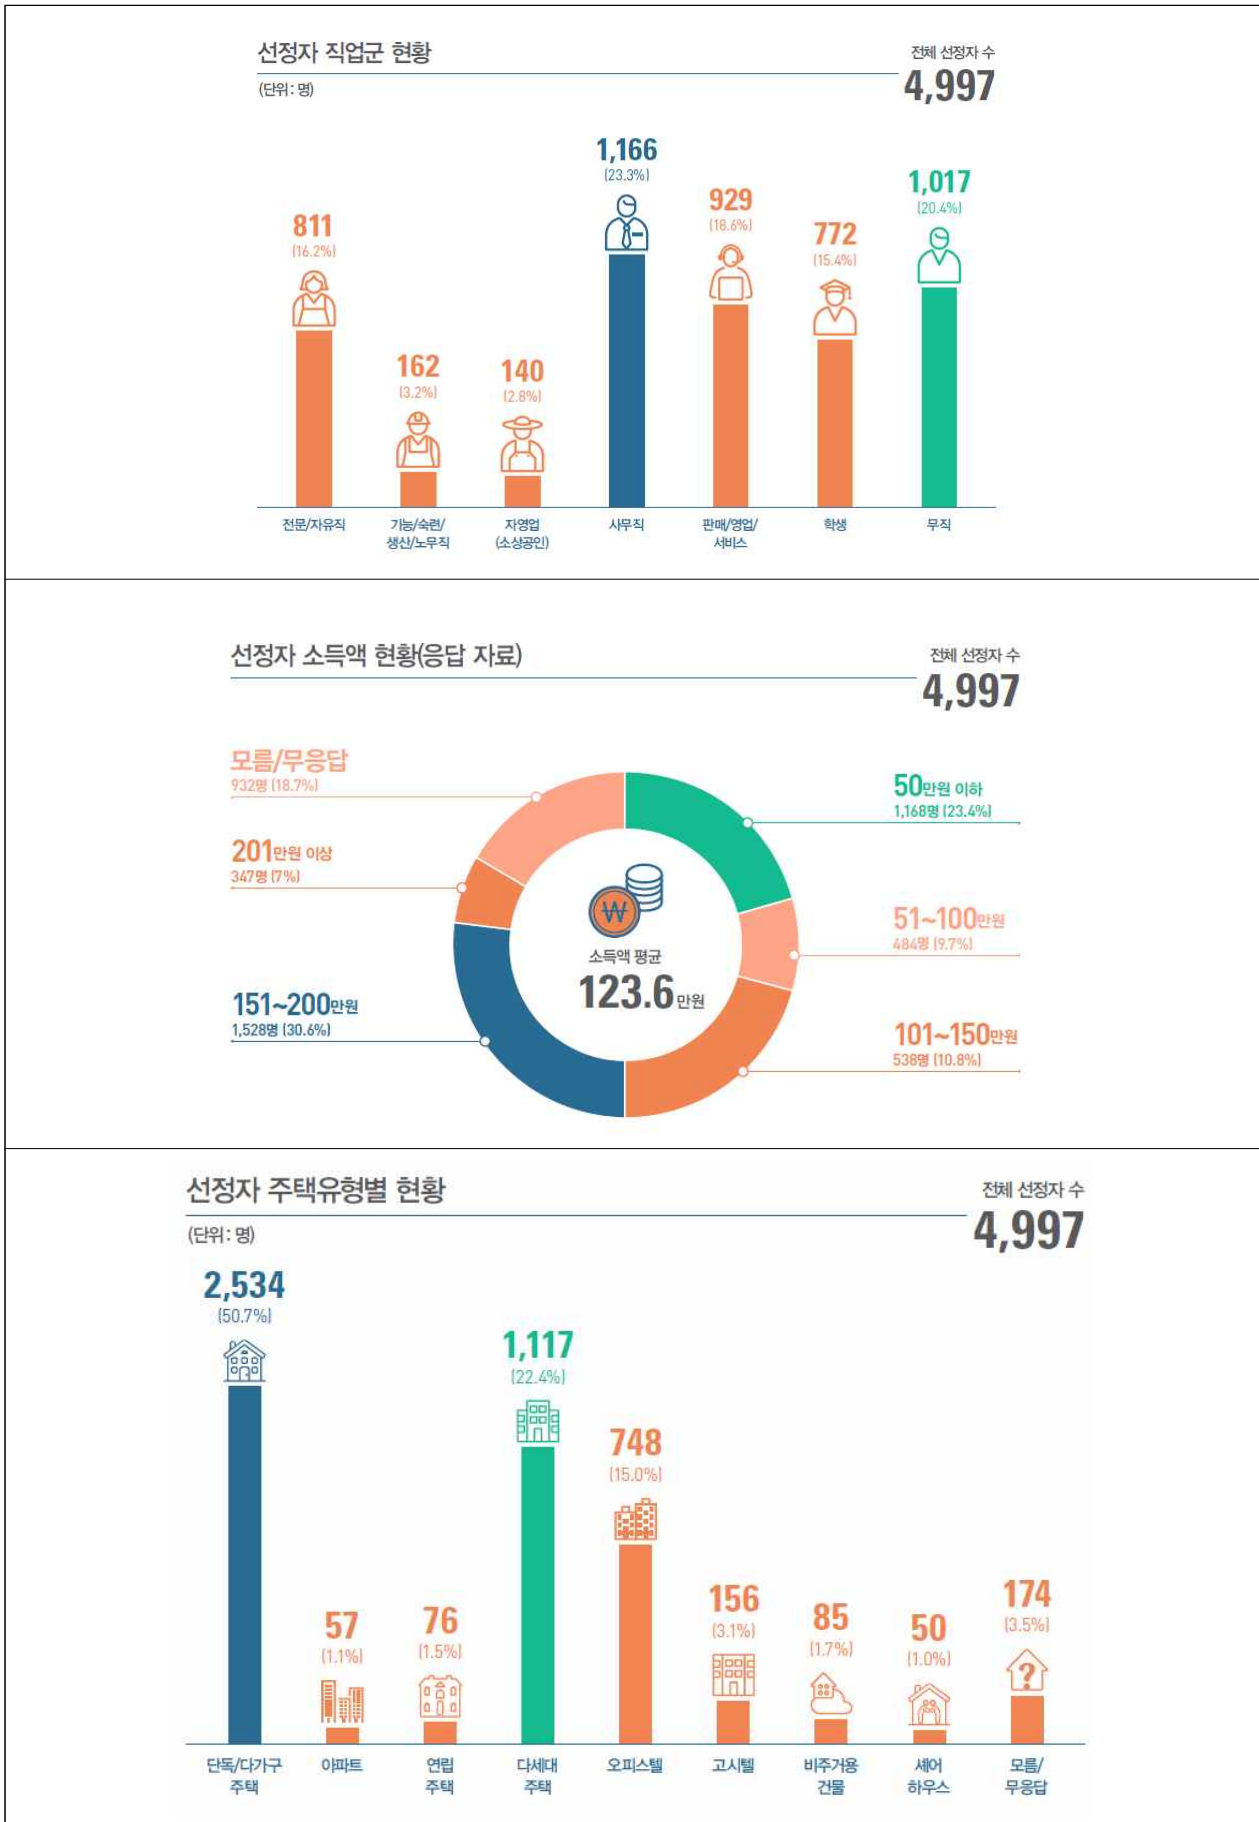 선정자 직업군 현황
전체 선정자 수
(단위: 명)
4,997
1,166
(23.3%)
1,017
(20.4%)
929
(18.6%)
811
(16.2%)
772
(15.4%)
162
(3.2%)
140
(2.8%)
전문/자유직
기능/숙련/
생산/노무직
자영업
(소상공인)
사무직
판매/영업/
서비스
학생
무직
선정자 소득액 현황(응답 자료)
전체 선정자 수
4,997
모름/무응답
932명 (18.7%)
50만원 이하
1,168명 (23.4%)
201만원 이상
347명 (7%)
51~100만원
484명 (9.7%)
₩
소득액 평균
123.6만원
151~200만원
1,528명 (30.6%)
101~150만원
538명 (10.8%)
선정자 주택유형별 현황
전체 선정자 수
(단위: 명)
4,997
2,534
(50.7%)
1,117
(22.4%)
748
(15.0%)
57
(1.1%)
76
(1.5%)
156
(3.1%)
85
(1.7%)
50
(1.0%)
174
(3.5%)
?
단독/다가구
주택
아파트
연립
주택
다세대
주택
오피스텔
고시텔
비주거용
건물
셰어
하우스
모름/
무응답